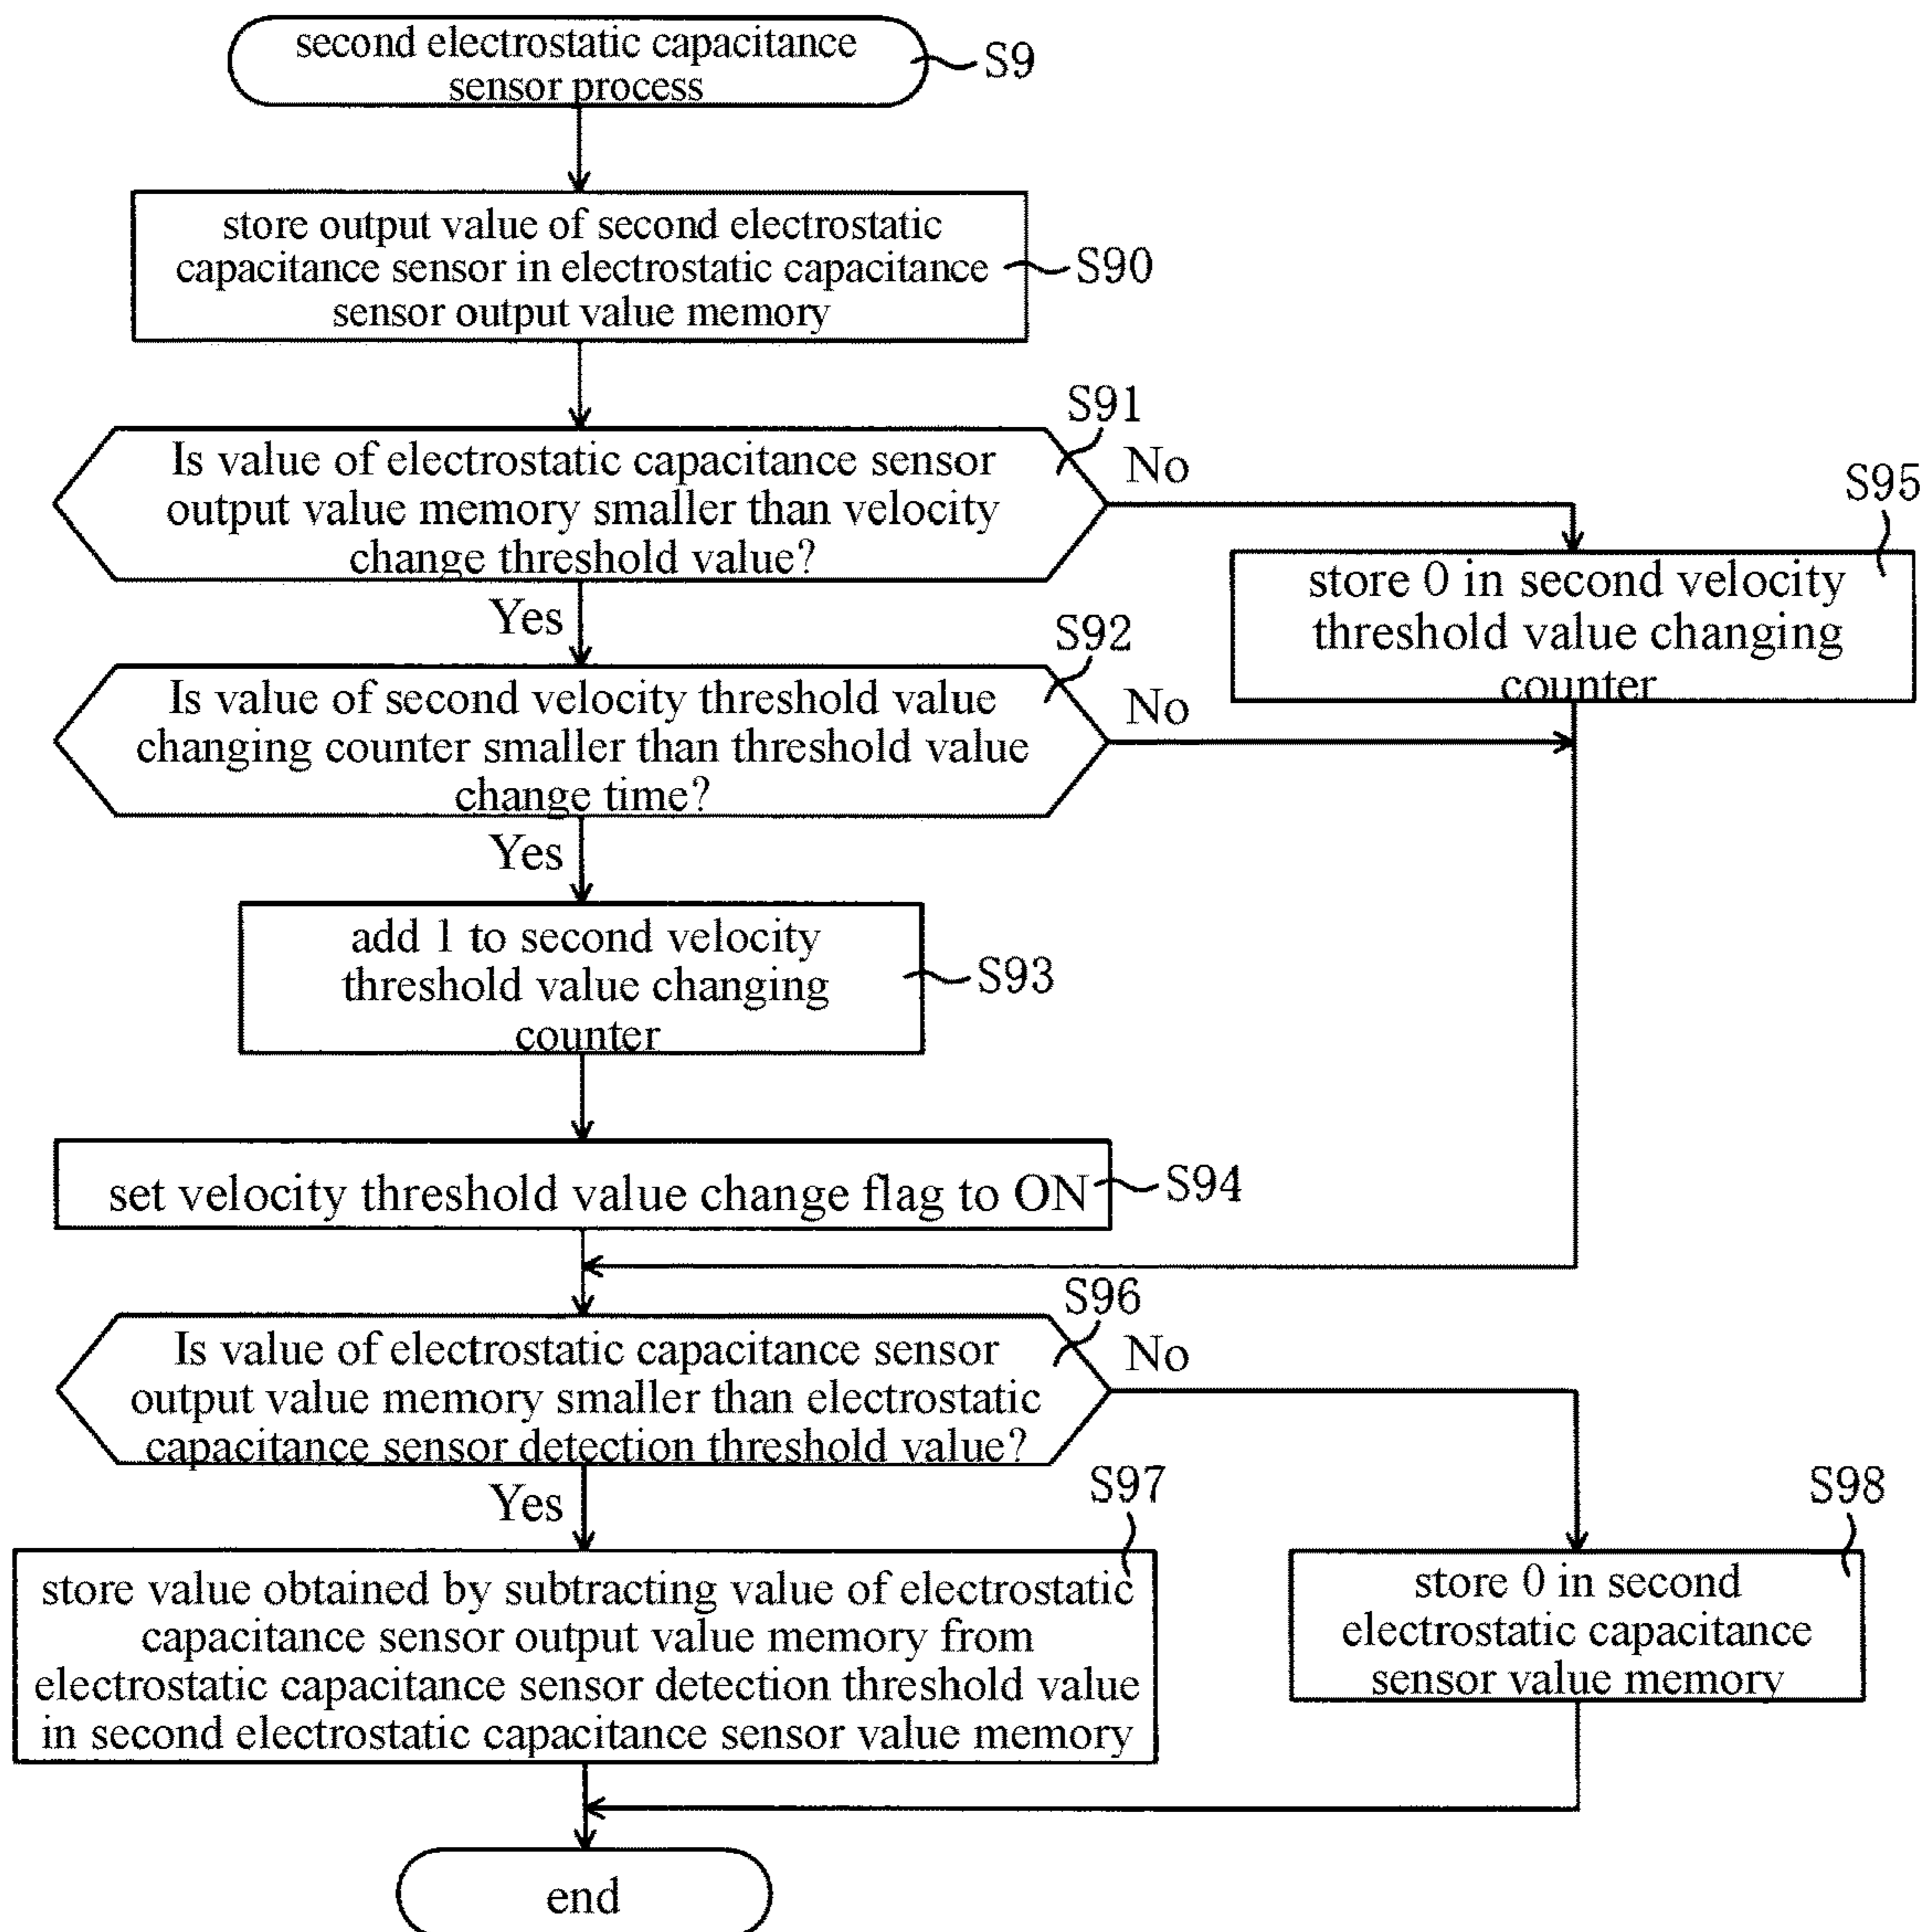 second electrostatic capacitance
sensor process
S9
store output value of second electrostatic
capacitance sensor in electrostatic capacitance
sensor output value memory
S90
S91
Is value of electrostatic capacitance sensor
output value memory smaller than velocity
change threshold value?
No
Yes
S95
store 0 in second velocity
threshold value changing
counter
S92
Is value of second velocity threshold value
changing counter smaller than threshold value
change time?
No
Yes
add 1 to second velocity
threshold value changing
counter
S93
set velocity threshold value change flag to ON
S94
S96
Is value of electrostatic capacitance sensor
output value memory smaller than electrostatic
capacitance sensor detection threshold value?
No
Yes
S97
store value obtained by subtracting value of electrostatic
capacitance sensor output value memory from
electrostatic capacitance sensor detection threshold value
in second electrostatic capacitance sensor value memory
S98
store 0 in second
electrostatic capacitance
sensor value memory
end